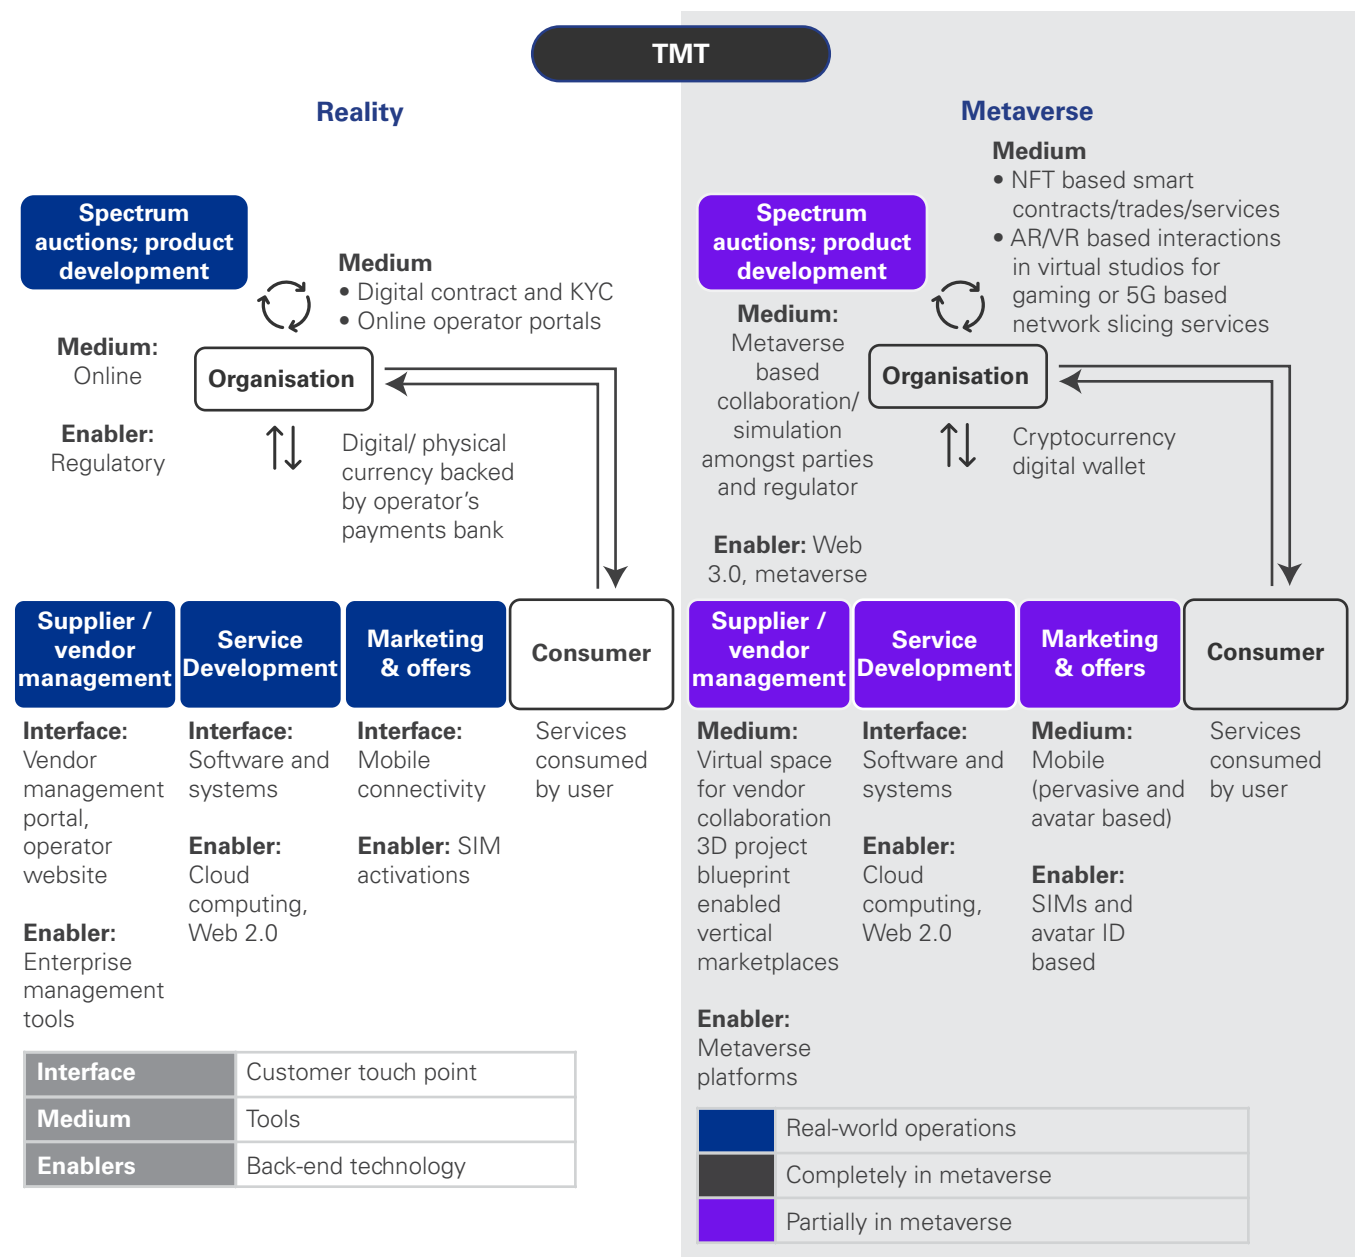 TMT
Reality
Spectrum
auctions; product
development
Medium
• Digital contract and KYC
• Online operator portals
Medium:
Online
Organisation
Enabler:
Regulatory
Digital/ physical
currency backed
by operator's
payments bank
Supplier /
vendor
management
Service
Development
Marketing
& offers
Consumer
Interface:
Vendor
management
portal,
operator
website
Enabler:
Enterprise
management
tools
Interface:
Software and
systems
Enabler:
Cloud
computing,
Web 2.0
Interface:
Mobile
connectivity
Enabler: SIM
activations
Services
consumed
by user
Interface Customer touch point
Medium Tools
Enablers Back-end technology
Metaverse
Medium
• NFT based smart
contracts/trades/services
• AR/VR based interactions
in virtual studios for
gaming or 5G based
network slicing services
Spectrum
auctions; product
development
Medium:
Metaverse
based
collaboration/
simulation
amongst parties
and regulator
Enabler: Web
3.0, metaverse
Organisation
Cryptocurrency
digital wallet
Supplier /
vendor
management
Service
Development
Marketing
& offers
Consumer
Medium:
Virtual space
for vendor
collaboration
3D project
blueprint
enabled
vertical
marketplaces
Enabler:
Metaverse
platforms
Interface:
Software and
systems
Enabler:
Cloud
computing,
Web 2.0
Medium:
Mobile
(pervasive and
avatar based)
Enabler:
SIMs and
avatar ID
based
Services
consumed
by user
Real-world operations
Completely in metaverse
Partially in metaverse